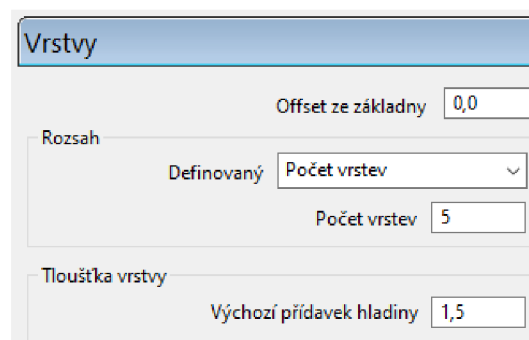 Vrstvy
Offset ze základny 0,0
Rozsah
Definovaný Počet vrstev
Počet vrstev 5
Tloušťka vrstvy
Výchozí přídavek hladiny 1,5